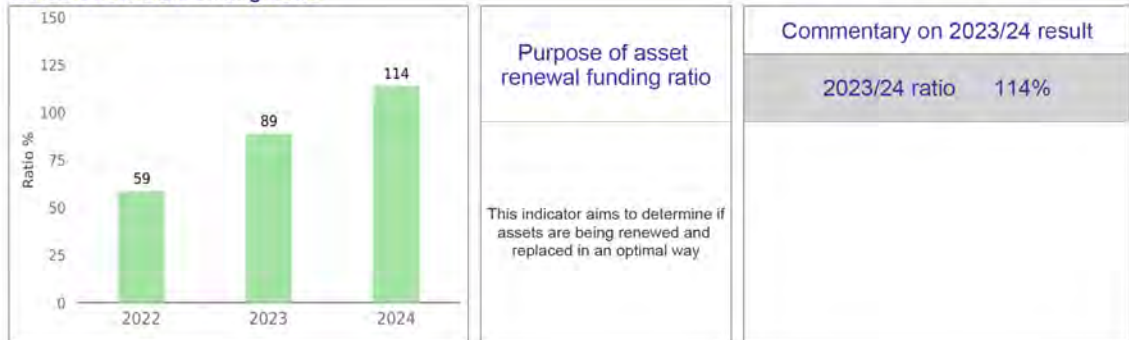 150
125
100
75
50
25
0
Ratio %
59
89
114
2022
2023
2024
Purpose of asset
renewal funding ratio
This indicator aims to determine if
assets are being renewed and
replaced in an optimal way
Commentary on 2023/24 result
2023/24 ratio 114%